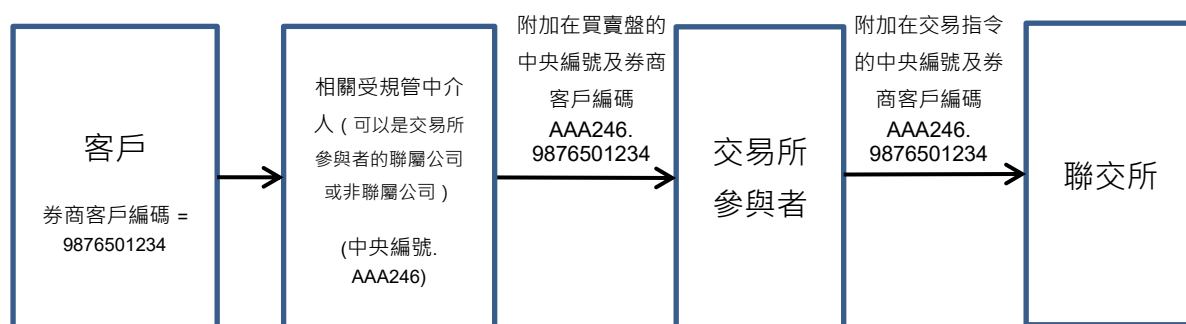 客戶
券商客戶編碼 =
9876501234
相關受規管中介
人（可以是交易所
參與者的聯屬公司
或非聯屬公司）
(中央編號.
AAA246)
附加在買賣盤的
中央編號及券商
客戶編碼
AAA246.
9876501234
交易所
參與者
附加在交易指令
的中央編號及券
商客戶編碼
AAA246.
9876501234
聯交所